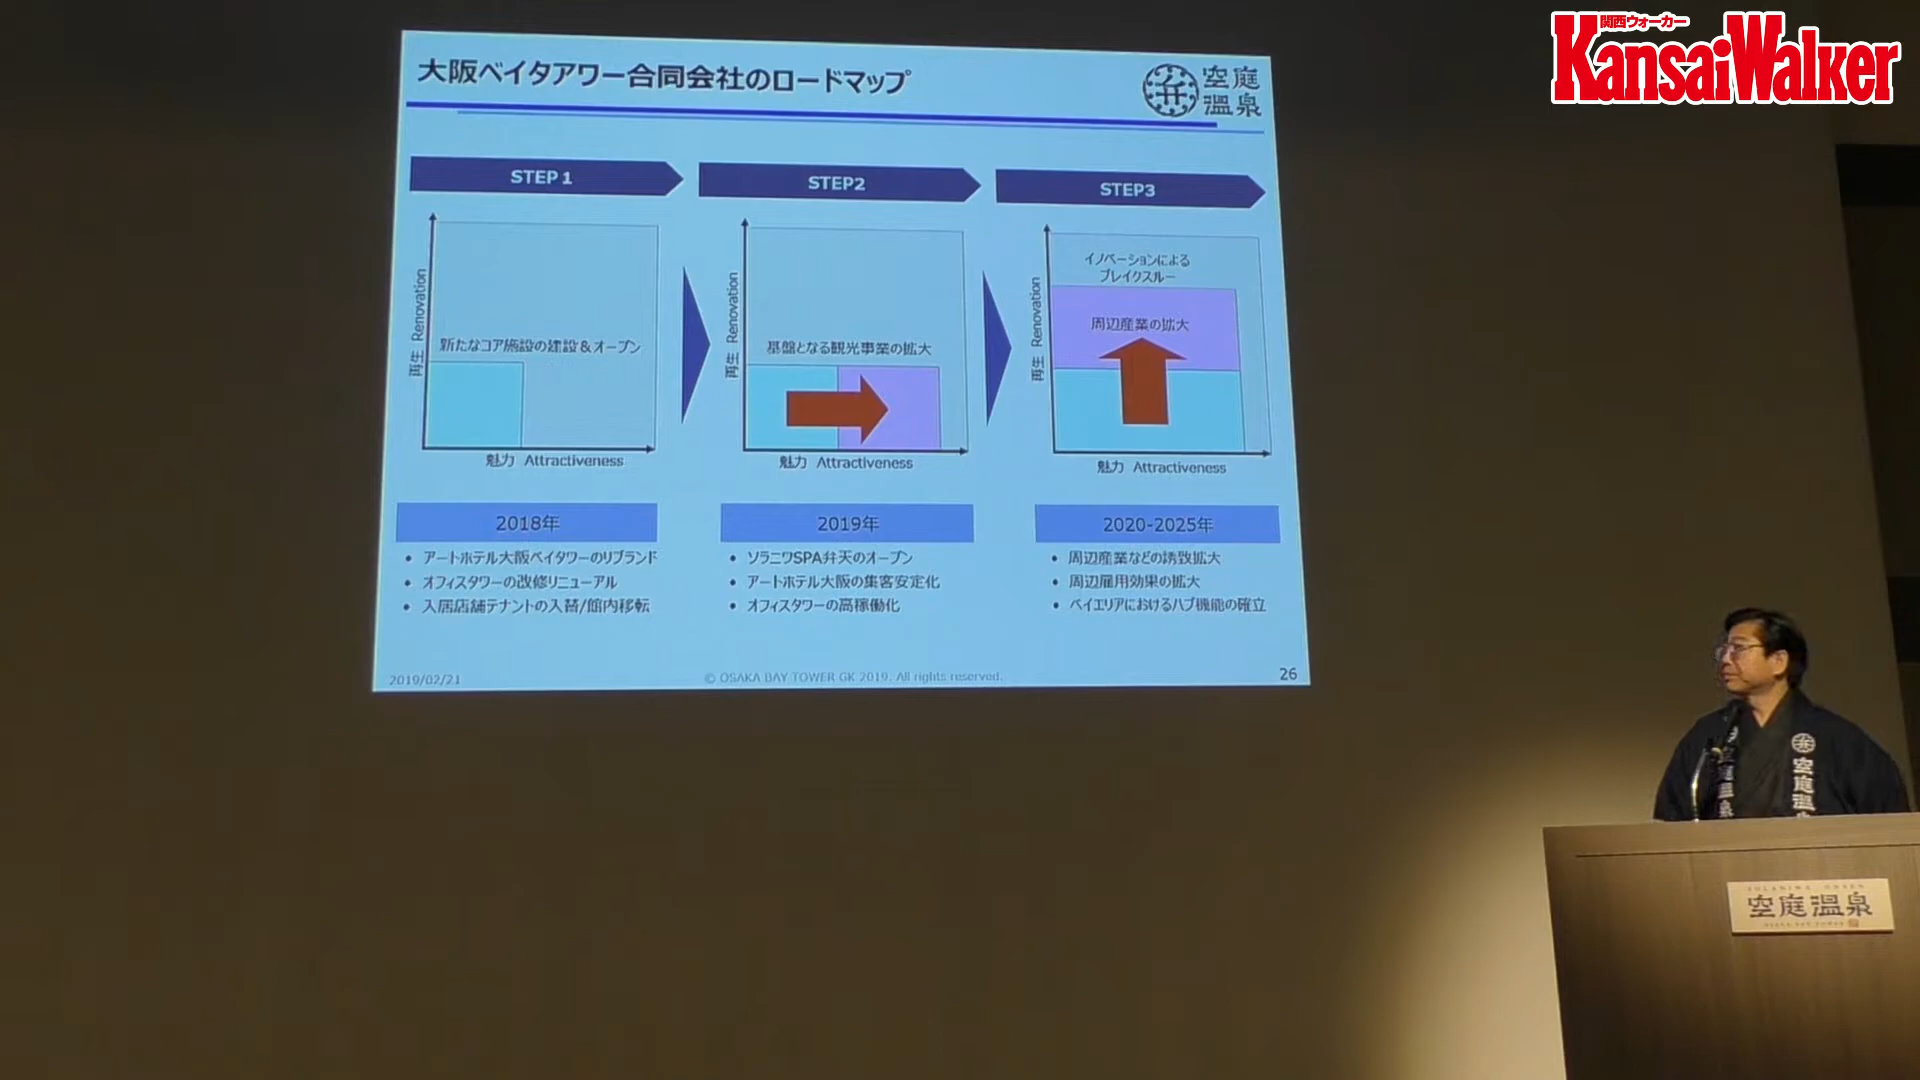 関西ウォーカー
KansaiWalker
大阪ベイタアワー合同会社のロードマップ
空庭
温泉
STEP 1
STEP2
STEP3
再生 Renovation
新たなコア施設の建設＆オープン
魅力 Attractiveness
再生 Renovation
基盤となる観光事業の拡大
魅力 Attractiveness
再生 Renovation
イノベーションによる
ブレイクスルー
周辺産業の拡大
魅力 Attractiveness
2018年
• アートホテル大阪ベイタワーのリブランド
• オフィスタワーの改修リニューアル
• 入居店舗テナントの入替/館内移転
2019年
• ソラニワSPA弁天のオープン
• アートホテル大阪の集客安定化
• オフィスタワーの高稼働化
2020-2025年
• 周辺産業などの誘致拡大
• 周辺雇用効果の拡大
• ベイエリアにおけるハブ機能の確立
2019/02/21
© OSAKA BAY TOWER GK 2019. All rights reserved.
26
空庭温
SOLANIWA ONSEN
空庭温泉
OSAKA BAY TOWER